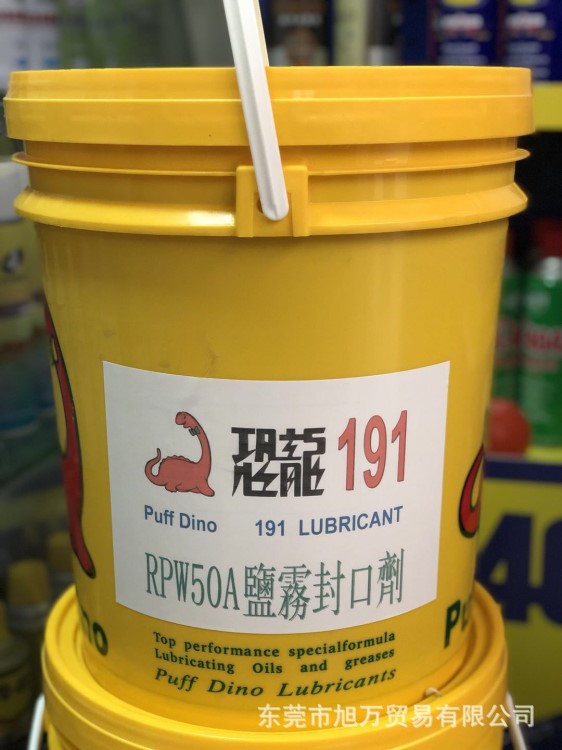 恐龍 191
Puff Dino 191 LUBRICANT
RPW50A鹽霧封口劑
Top performance specialformula
Lubricating Oils and greases
Puff Dino Lubricants
东莞市旭万贸易有限公司